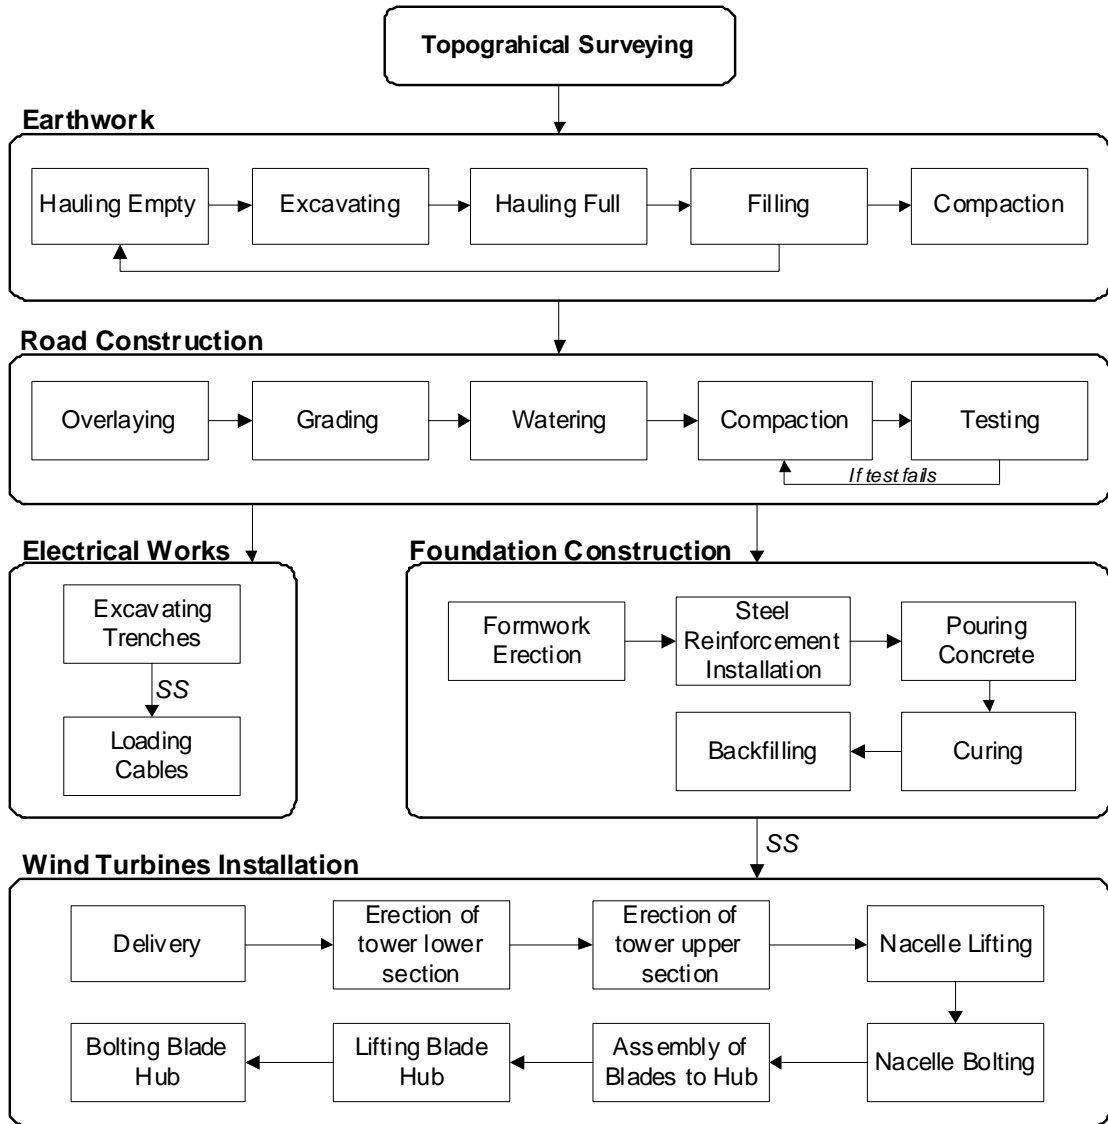 Topograhical Surveying
Earthwork
Hauling Empty
Excavating
Hauling Full
Filling
Compaction
Road Construction
Overlaying
Grading
Watering
Compaction
Testing
If test fails
Electrical Works
Excavating
Trenches
SS
Loading
Cables
Foundation Construction
Formwork
Erection
Steel
Reinforcement
Installation
Pouring
Concrete
Curing
Backfilling
SS
Wind Turbines Installation
Delivery
Erection of
tower lower
section
Erection of
tower upper
section
Nacelle Lifting
Nacelle Bolting
Assembly of
Blades to Hub
Lifting Blade
Hub
Bolting Blade
Hub